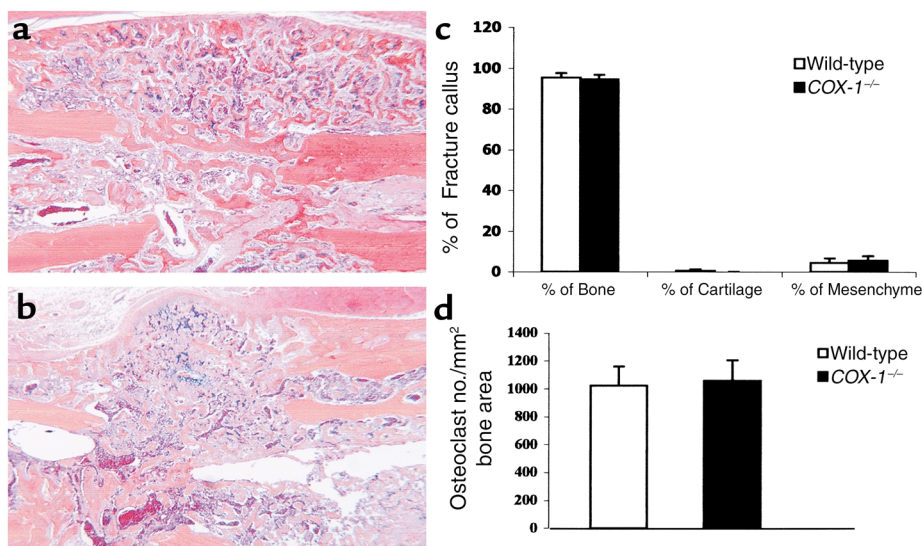 a
b
c
% of Fracture callus
120
100
80
60
40
20
0
Wild-type
COX-1⁻/⁻
% of Bone
% of Cartilage
% of Mesenchyme
d
Osteoclast no./mm²
bone area
1400
1200
1000
800
600
400
200
0
Wild-type
COX-1⁻/⁻